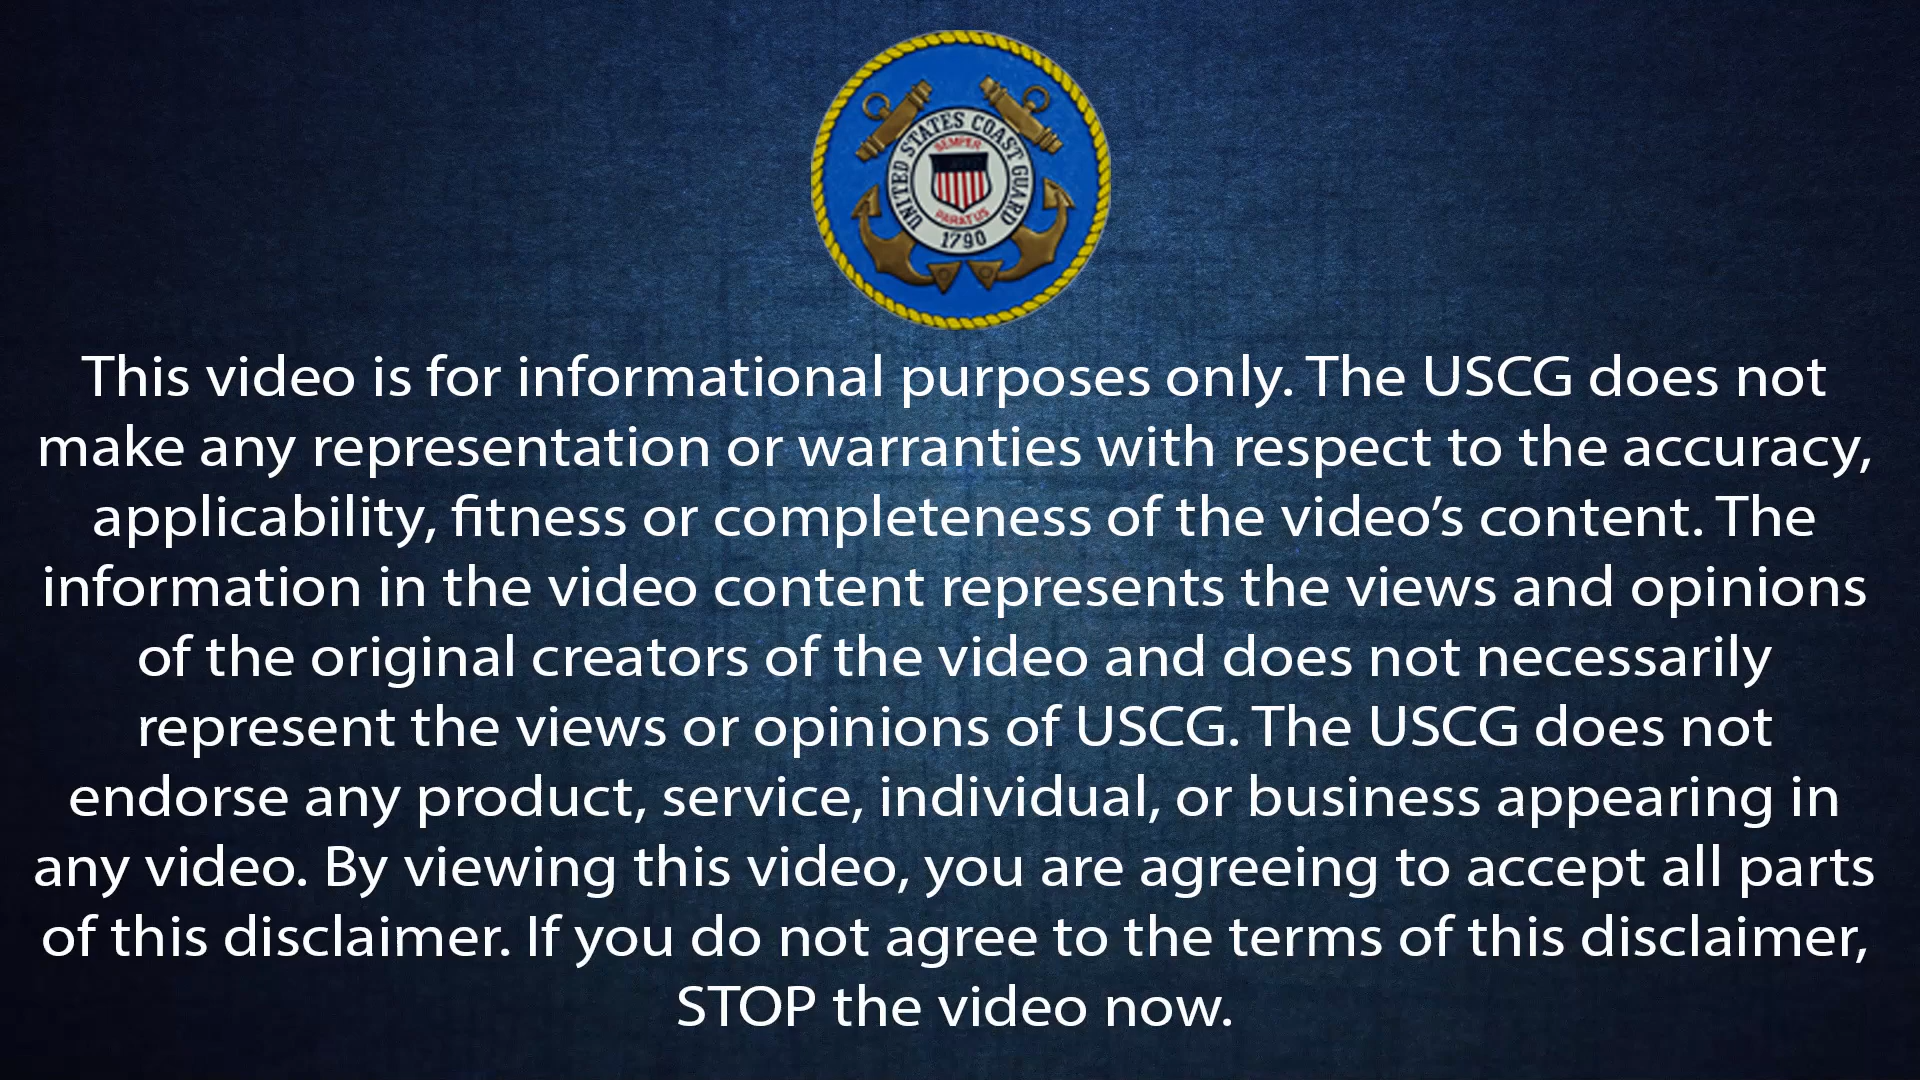 UNITED STATES COAST GUARD
SEMPER
PARATUS
1790
This video is for informational purposes only. The USCG does not
make any representation or warranties with respect to the accuracy,
applicability, fitness or completeness of the video’s content. The
information in the video content represents the views and opinions
of the original creators of the video and does not necessarily
represent the views or opinions of USCG. The USCG does not
endorse any product, service, individual, or business appearing in
any video. By viewing this video, you are agreeing to accept all parts
of this disclaimer. If you do not agree to the terms of this disclaimer,
STOP the video now.